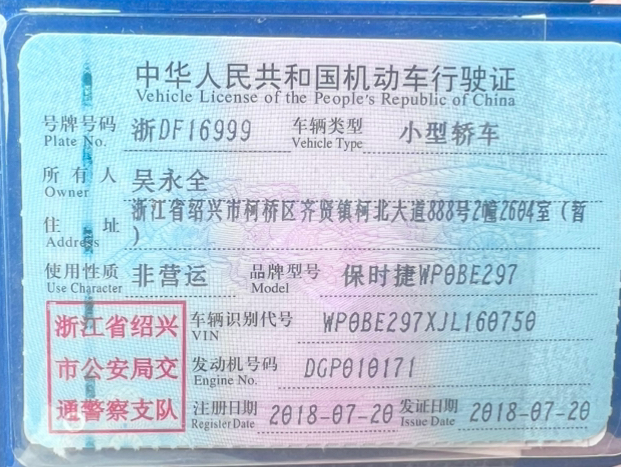 中华人民共和国机动车行驶证
Vehicle License of the People's Republic of China
号牌号码 浙DF16999 车辆类型 小型轿车
Plate No. Vehicle Type
所有人 吴永全
Owner
住址 浙江省绍兴市柯桥区齐贤镇柯北大道888号2幢2604室（暂
Address ）
使用性质 非营运 品牌型号 保时捷WP0BE297
Use Character Model
浙江省绍兴 车辆识别代号 WP0BE297XJL160750
VIN
市公安局交 发动机号码 DGP010171
Engine No.
通警察支队 注册日期 2018-07-20 发证日期 2018-07-20
Register Date Issue Date